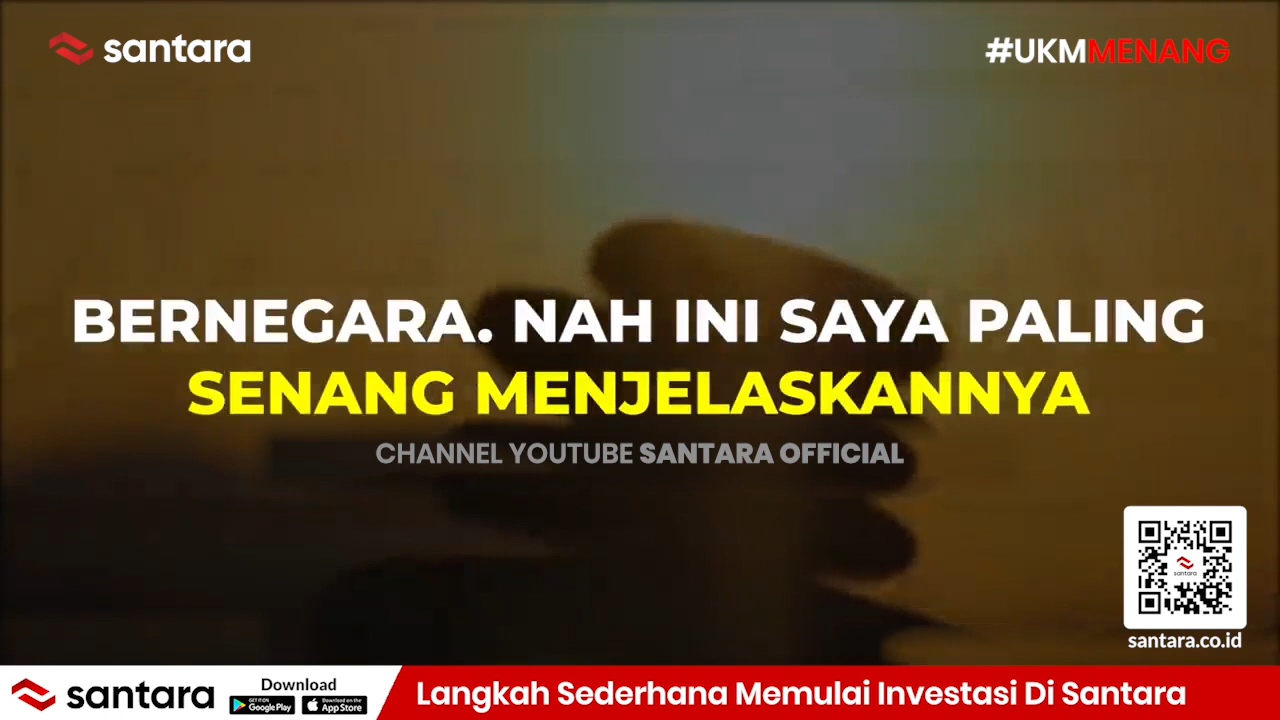 santara
#UKMMENANG
BERNEGARA. NAH INI SAYA PALING
SENANG MENJELASKANNYA
CHANNEL YOUTUBE SANTARA OFFICIAL
santara
santara.co.id
santara
Download
GET IT ON
Google Play
Download on the
App Store
Langkah Sederhana Memulai Investasi Di Santara